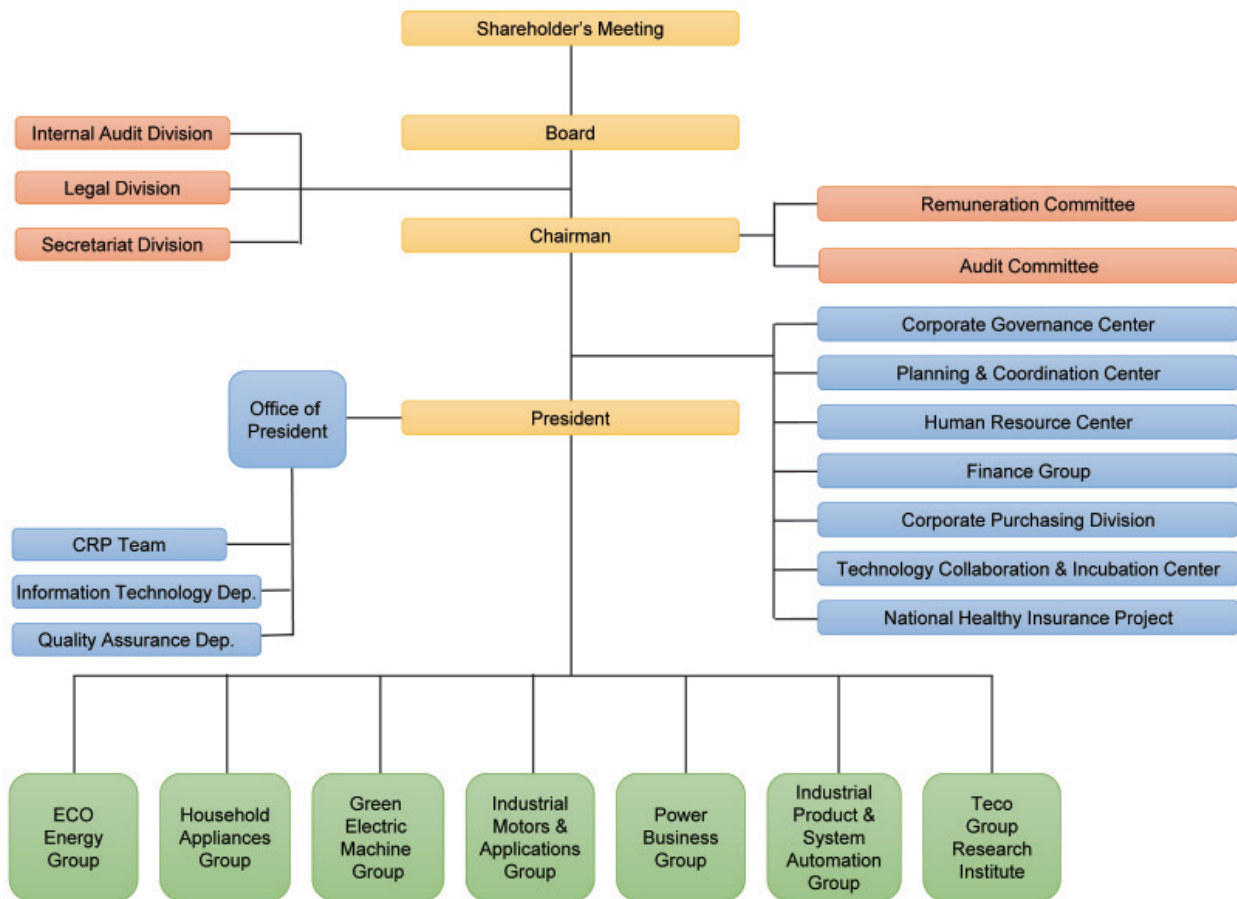 Shareholder's Meeting
Board
Internal Audit Division
Legal Division
Secretariat Division
Chairman
Remuneration Committee
Audit Committee
Corporate Governance Center
Planning & Coordination Center
Human Resource Center
Finance Group
Corporate Purchasing Division
Technology Collaboration & Incubation Center
National Healthy Insurance Project
Office of
President
President
CRP Team
Information Technology Dep.
Quality Assurance Dep.
ECO
Energy
Group
Household
Appliances
Group
Green
Electric
Machine
Group
Industrial
Motors &
Applications
Group
Power
Business
Group
Industrial
Product &
System
Automation
Group
Teco
Group
Research
Institute